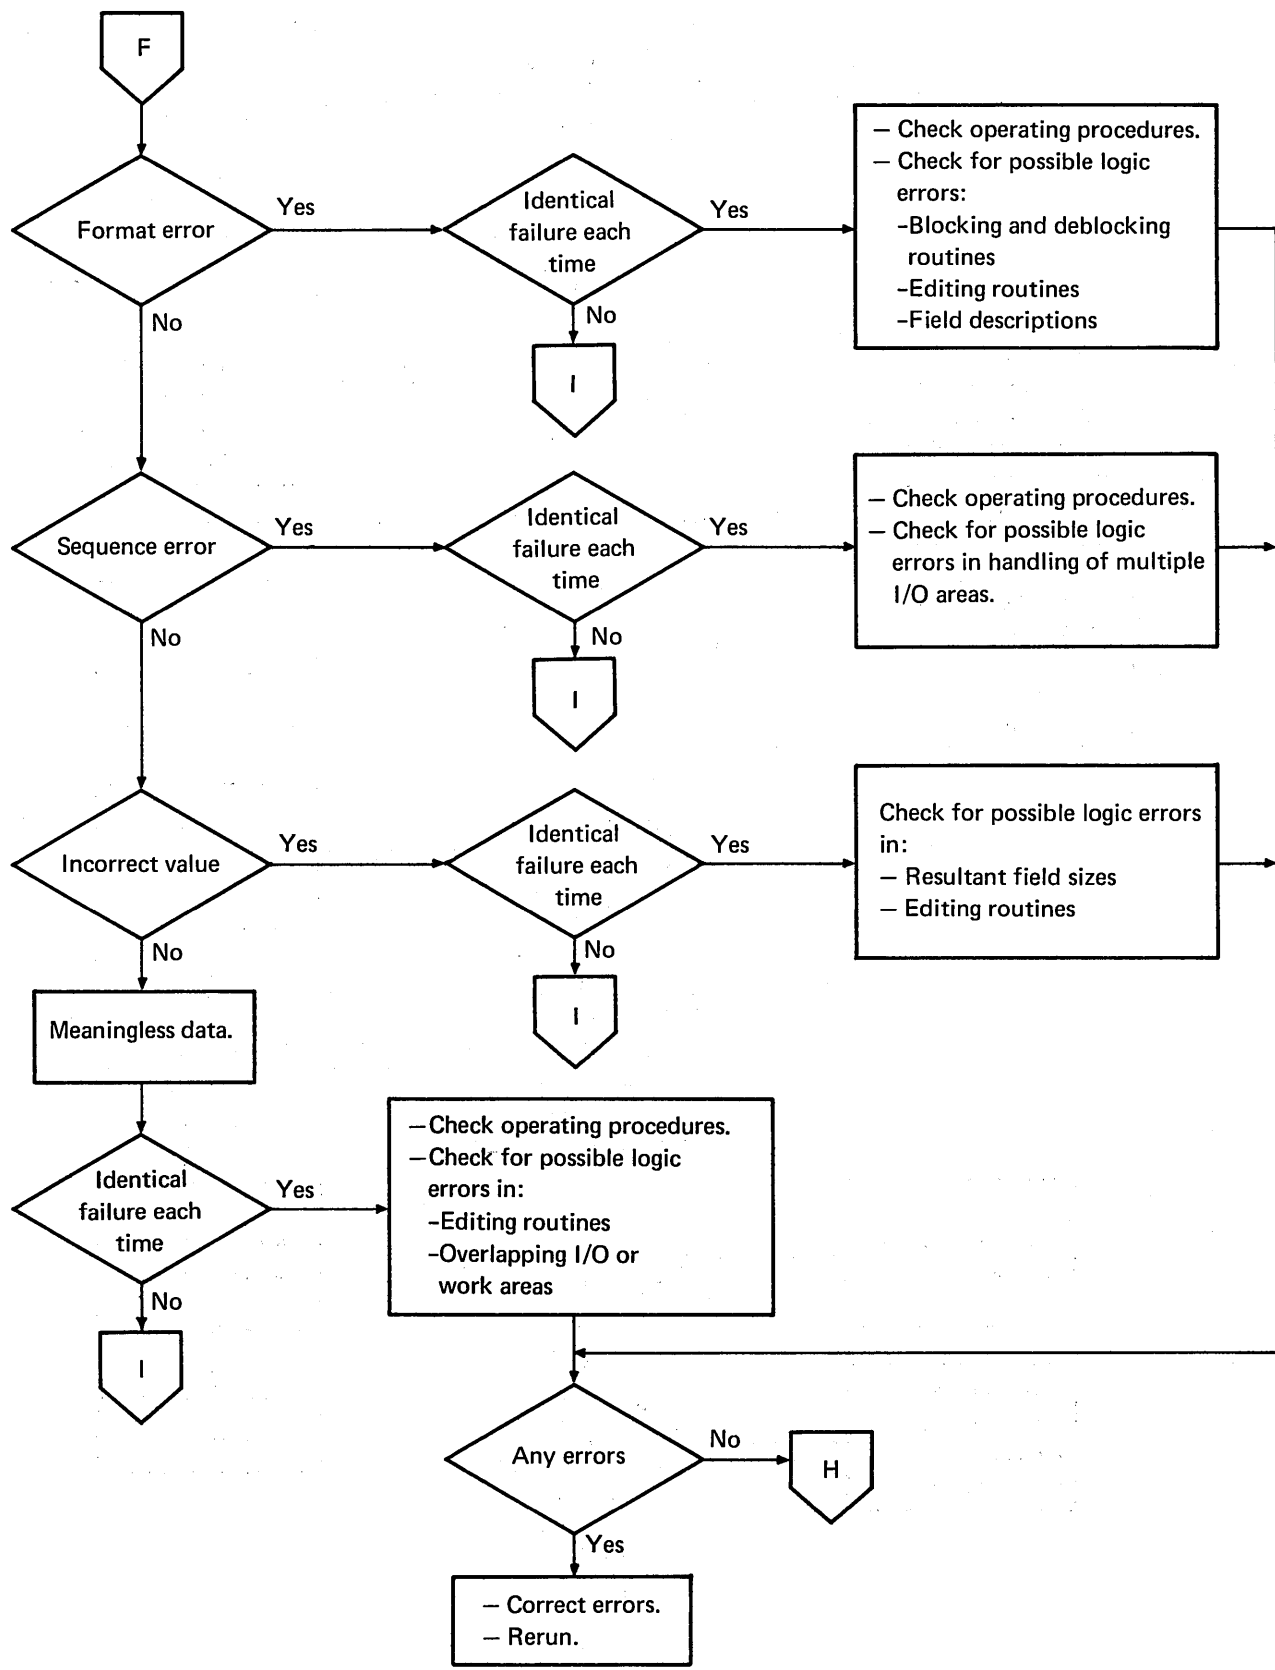 F
Format error
Yes
Identical
failure each
time
Yes
— Check operating procedures.
— Check for possible logic
errors:
-Blocking and deblocking
routines
-Editing routines
-Field descriptions
No
No
I
Sequence error
Yes
Identical
failure each
time
Yes
— Check operating procedures.
— Check for possible logic
errors in handling of multiple
I/O areas.
No
No
I
Incorrect value
Yes
Identical
failure each
time
Yes
Check for possible logic errors
in:
— Resultant field sizes
— Editing routines
No
No
I
Meaningless data.
Identical
failure each
time
Yes
—Check operating procedures.
—Check for possible logic
errors in:
-Editing routines
-Overlapping I/O or
work areas
No
I
Any errors
No
H
Yes
— Correct errors.
— Rerun.